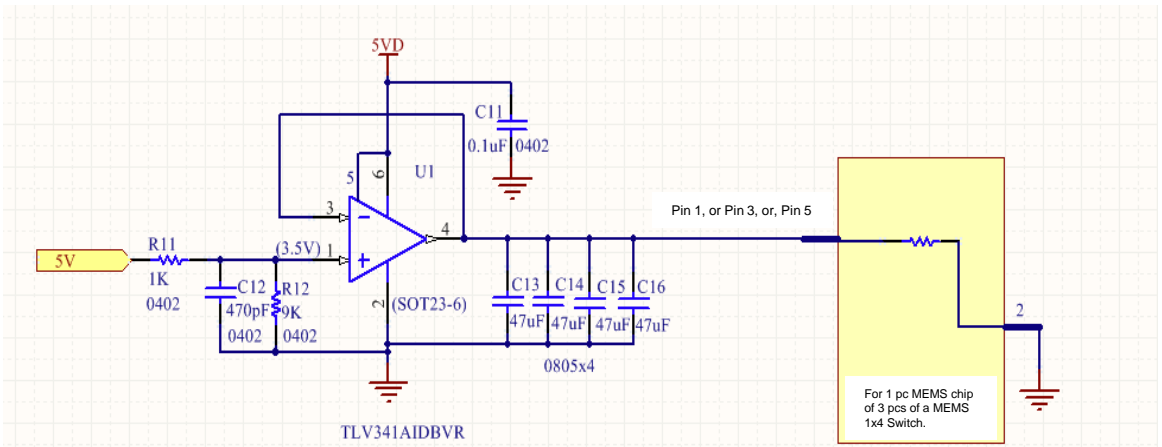 5VD
C11
0.1uF 0402
U1
5
6
3
4
Pin 1, or Pin 3, or, Pin 5
5V
R11
1K
0402
(3.5V)
1
C12
470pF
0402
R12
9K
0402
2
(SOT23-6)
C13
47uF
C14
47uF
C15
47uF
C16
47uF
0805x4
2
For 1 pc MEMS chip
of 3 pcs of a MEMS
1x4 Switch.
TLV341AIDBVR